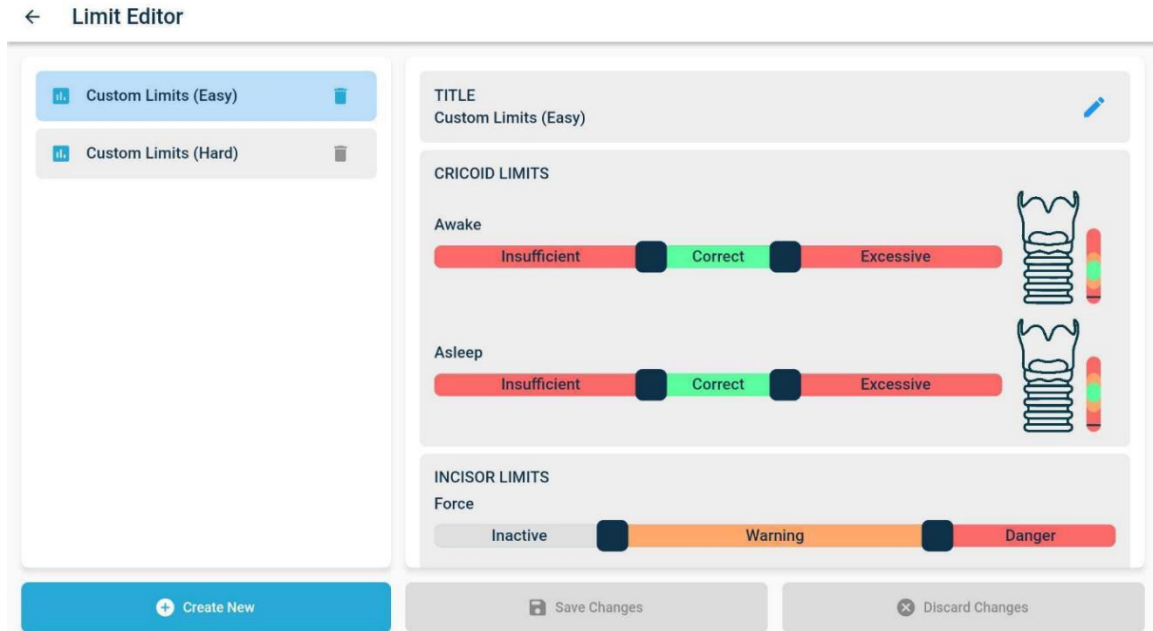 Limit Editor
Custom Limits (Easy)
Custom Limits (Hard)
TITLE
Custom Limits (Easy)
CRICOID LIMITS
Awake
Insufficient Correct Excessive
Asleep
Insufficient Correct Excessive
INCISOR LIMITS
Force
Inactive Warning Danger
Create New
Save Changes
Discard Changes